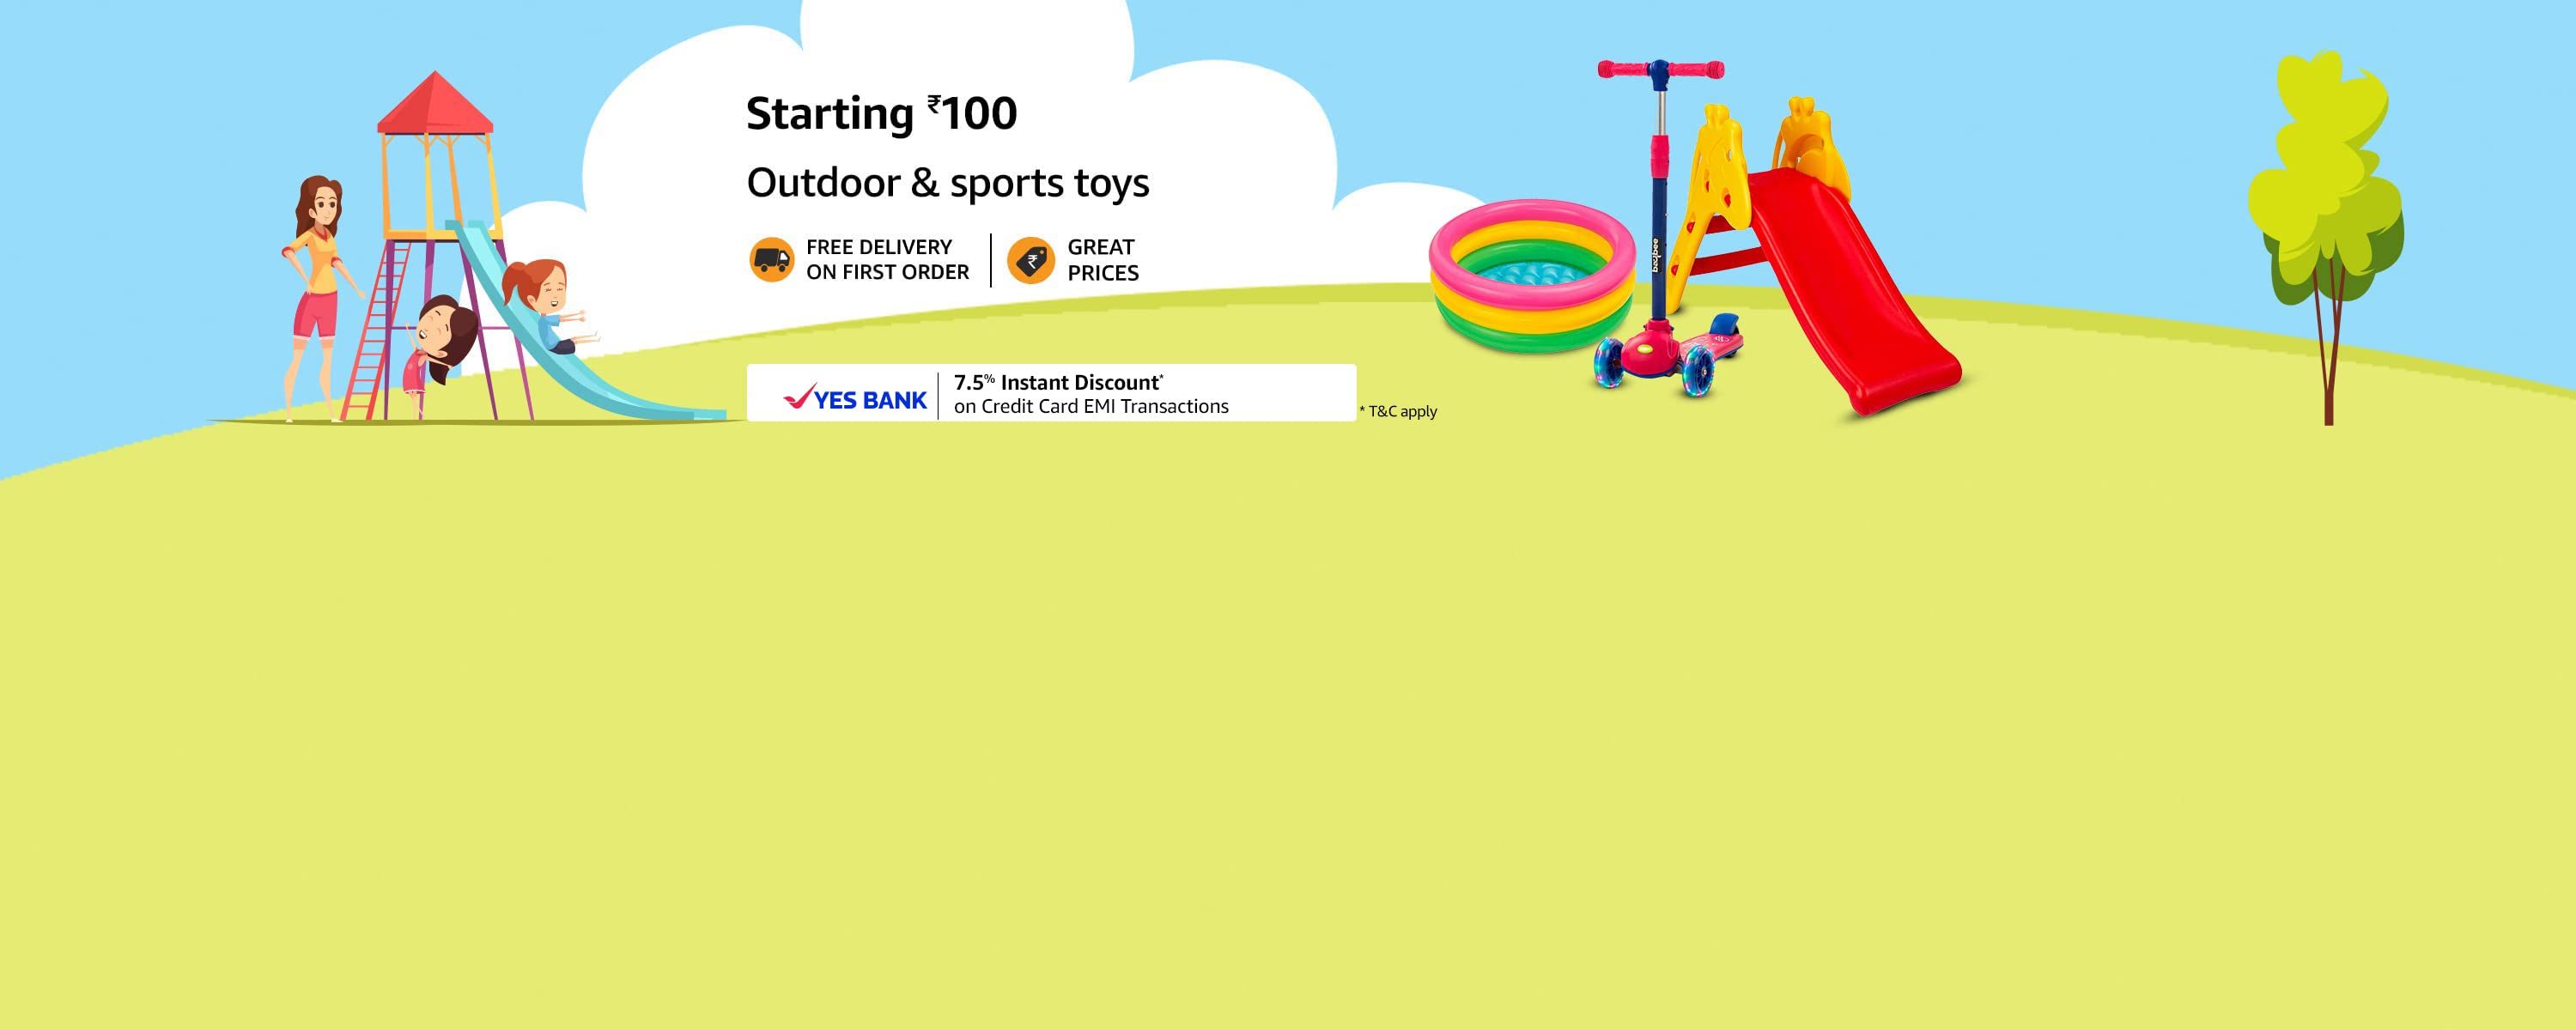 Starting ₹100
Outdoor & sports toys
FREE DELIVERY
ON FIRST ORDER
GREAT
PRICES
YES BANK
7.5% Instant Discount*
on Credit Card EMI Transactions
* T&C apply
baybee